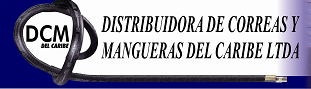 DCM
DEL CARIBE
DISTRIBUIDORA DE CORREAS Y
MANGUERAS DEL CARIBE LTDA